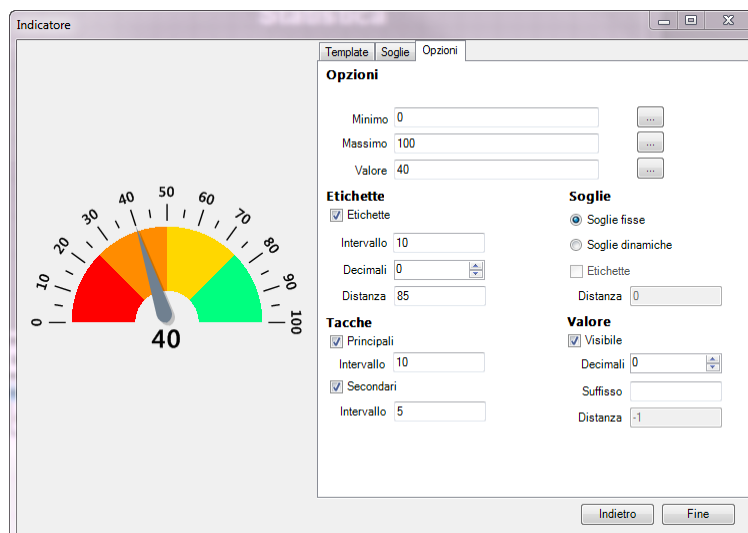 Statistica
Indicatore
Template Soglie Opzioni
Opzioni
Minimo 0 ...
Massimo 100 ...
Valore 40 ...
Etichette
Etichette
Intervallo 10
Decimali 0
Distanza 85
Soglie
Soglie fisse
Soglie dinamiche
Etichette
Distanza 0
Tacche
Principali
Intervallo 10
Secondari
Intervallo 5
Valore
Visibile
Decimali 0
Suffisso
Distanza -1
0 10 20 30 40 50 60 70 80 90 100
40
Indietro Fine